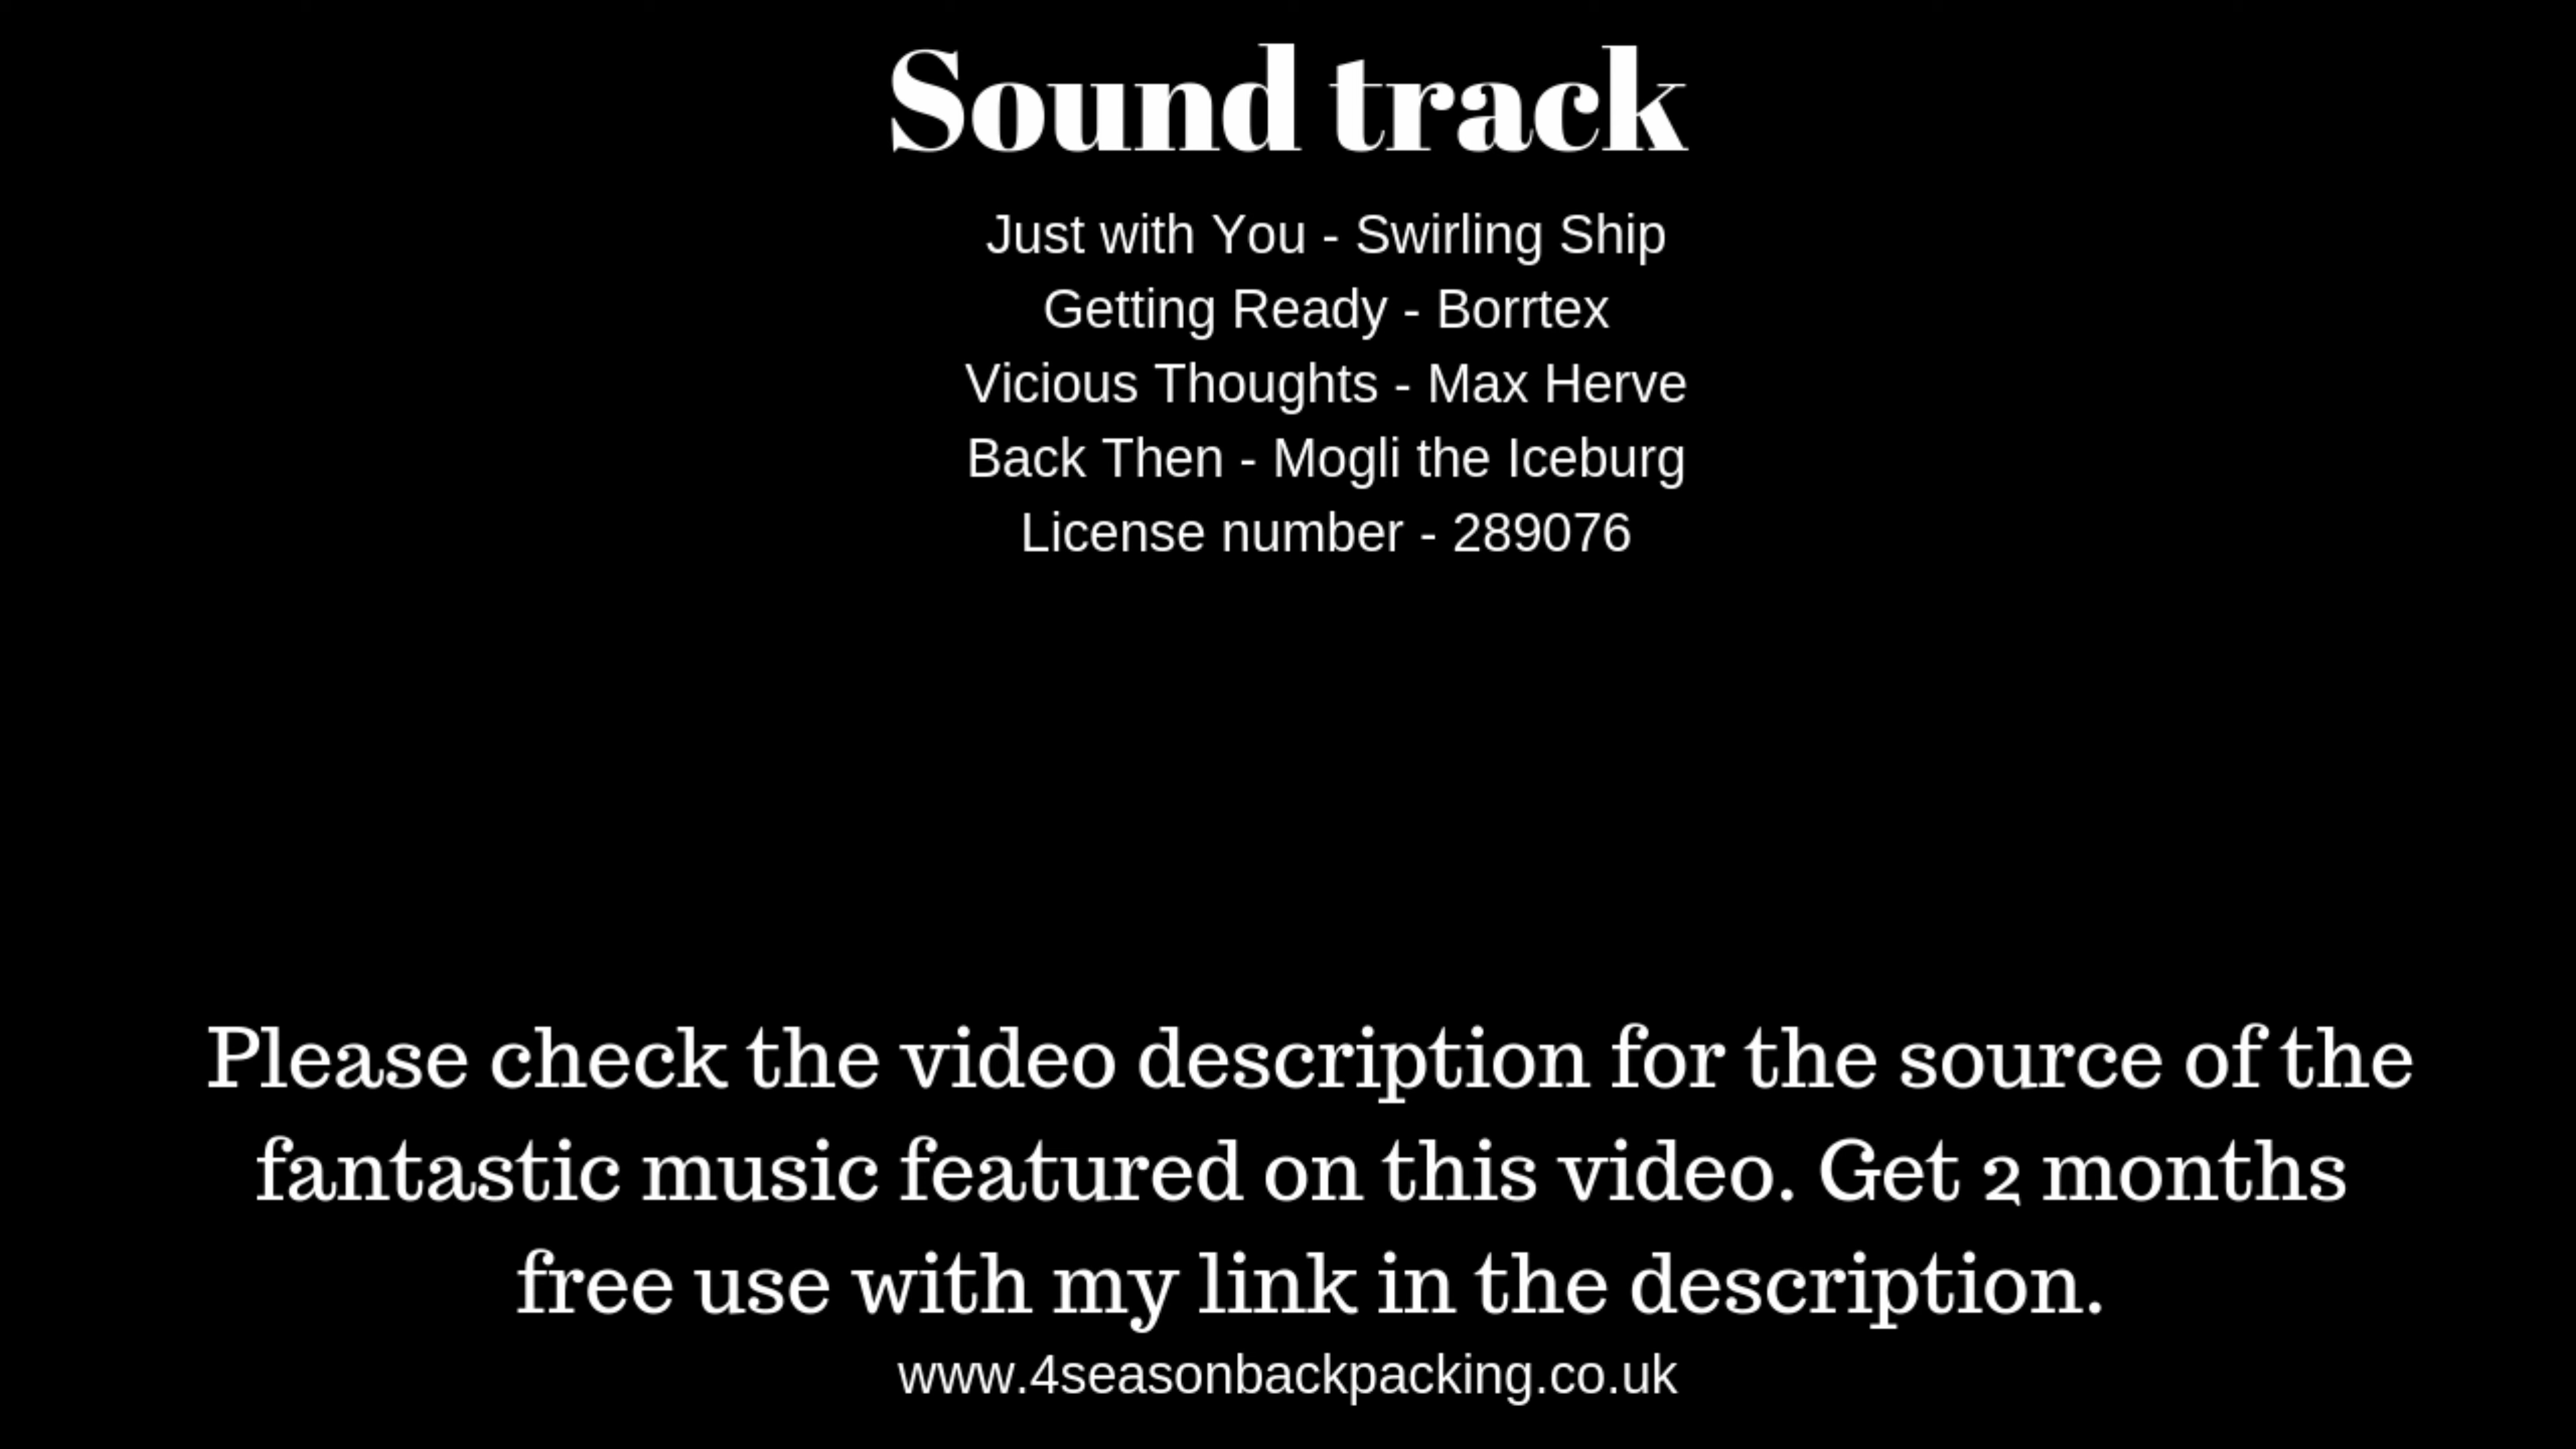 Sound track
Just with You - Swirling Ship
Getting Ready - Borrtex
Vicious Thoughts - Max Herve
Back Then - Mogli the Iceburg
License number - 289076
Please check the video description for the source of the
fantastic music featured on this video. Get 2 months
free use with my link in the description.
www.4seasonbackpacking.co.uk